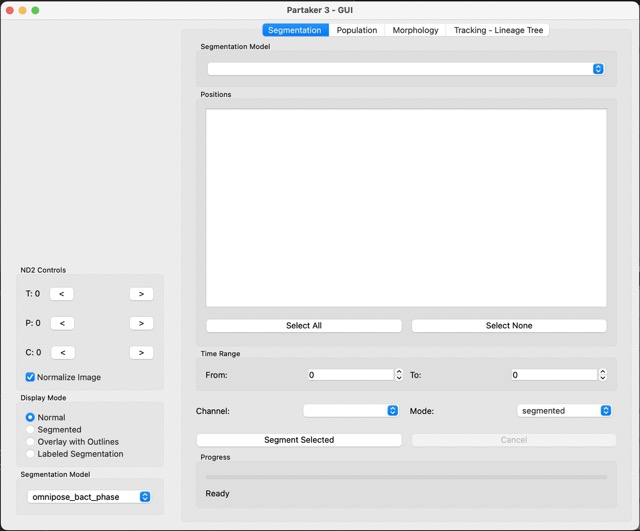 Partaker 3 - GUI
Segmentation
Population
Morphology
Tracking - Lineage Tree
Segmentation Model
Positions
Select All
Select None
Time Range
From:
0
To:
0
Channel:
Mode:
segmented
Segment Selected
Cancel
Progress
Ready
ND2 Controls
T: 0
<
>
P: 0
<
>
C: 0
<
>
Normalize Image
Display Mode
Normal
Segmented
Overlay with Outlines
Labeled Segmentation
Segmentation Model
omnipose_bact_phase